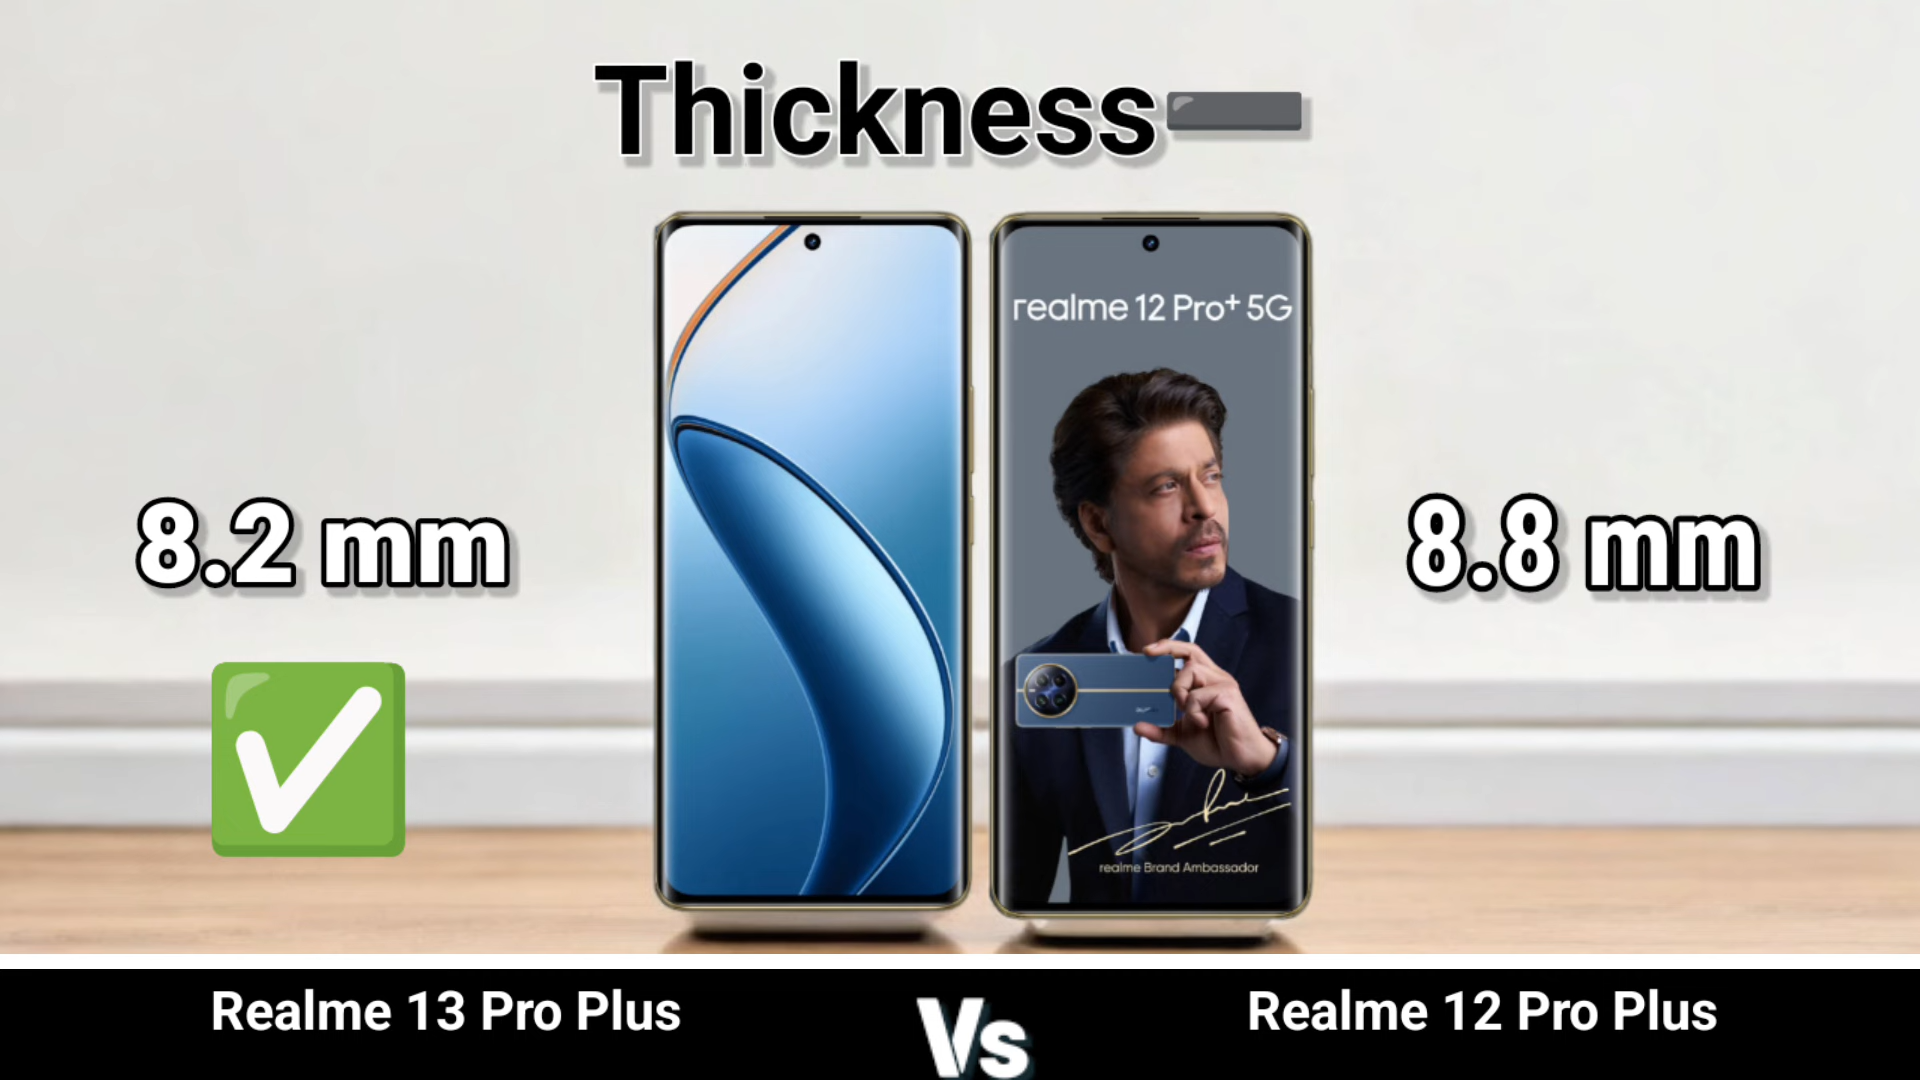 Thickness
realme 12 Pro+ 5G
8.2 mm
8.8 mm
realme Brand Ambassador
Realme 13 Pro Plus
Vs
Realme 12 Pro Plus